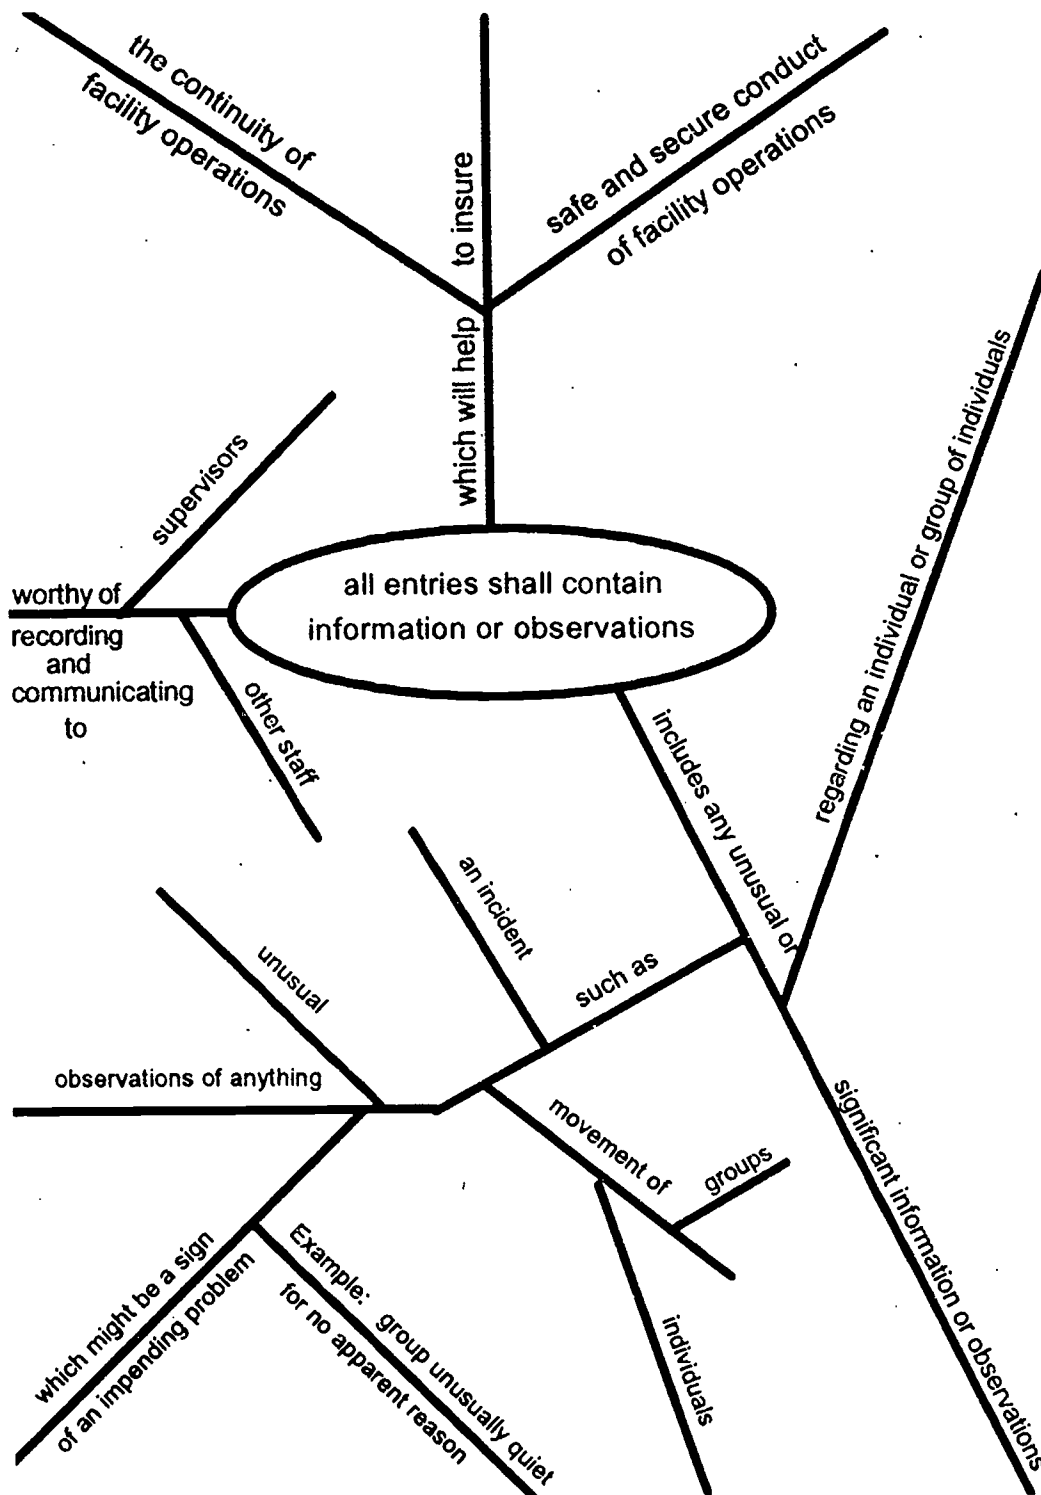 the continuity of
facility operations
to insure
safe and secure conduct
of facility operations
which will help
supervisors
worthy of
recording
and
communicating
to
other staff
all entries shall contain
information or observations
includes any unusual or
regarding an individual or group of individuals
significant information or observations
such as
an incident
movement of
groups
individuals
unusual
observations of anything
which might be a sign
of an impending problem
Example: group unusually quiet
for no apparent reason